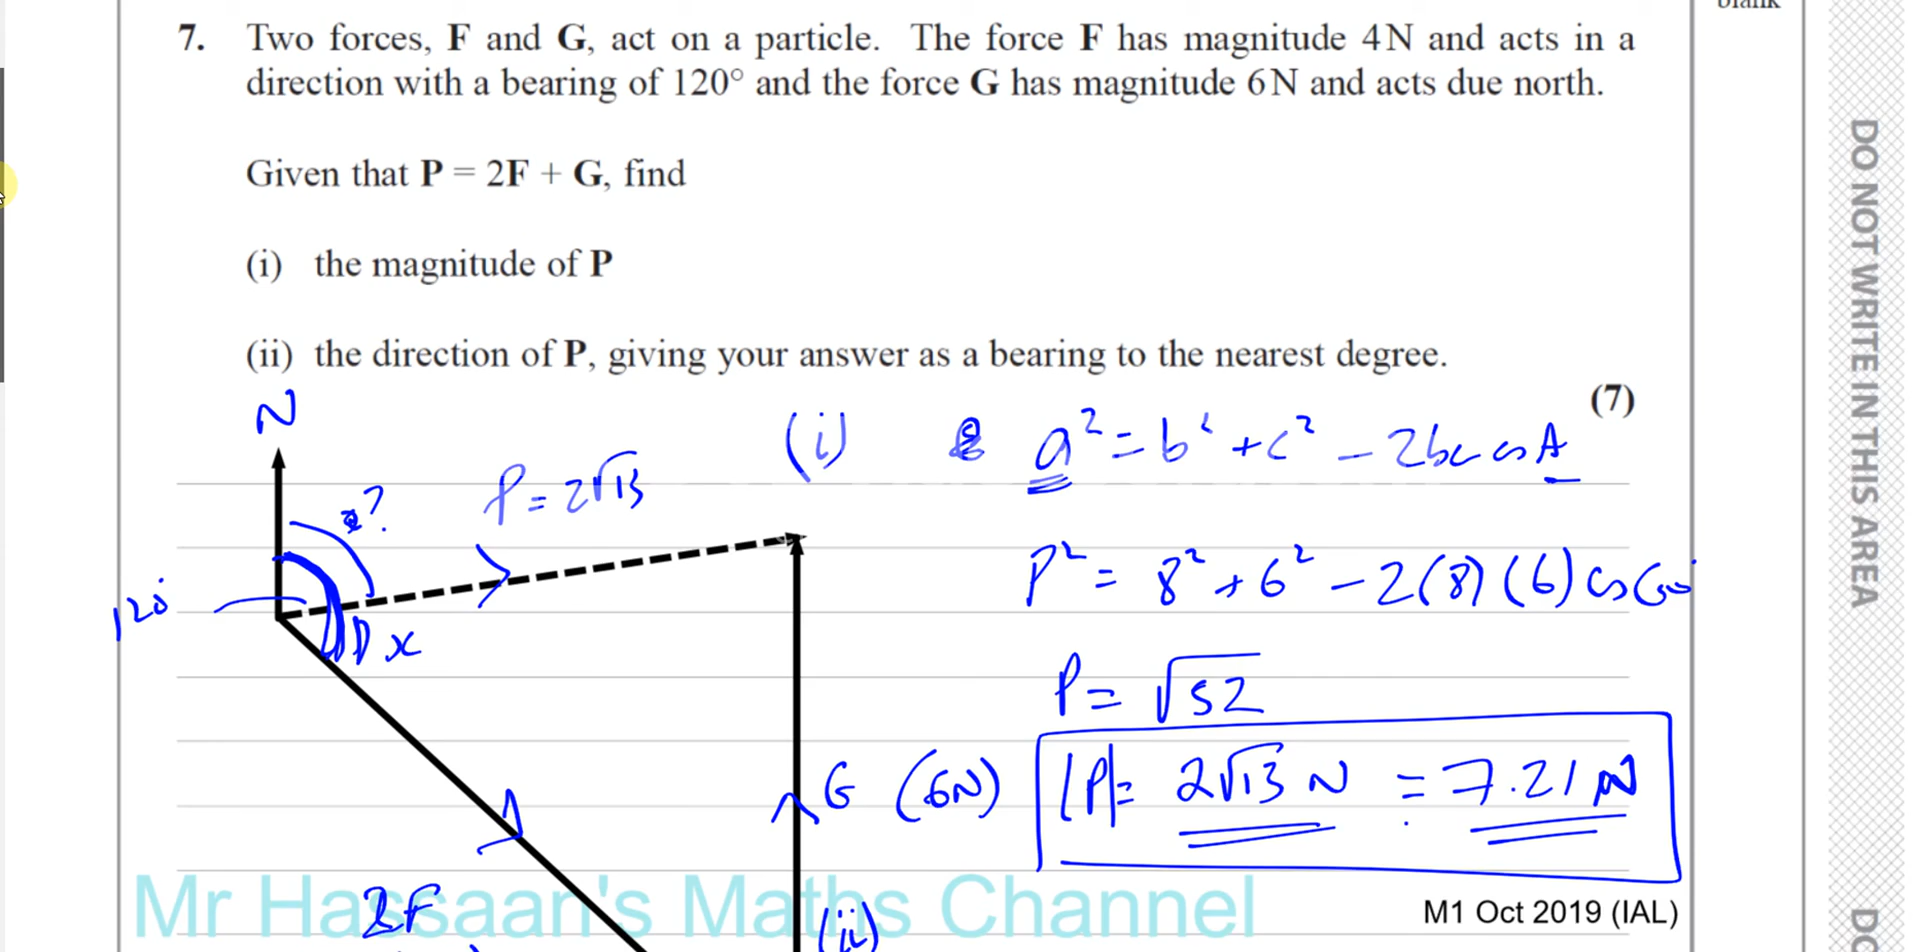 blank
7. Two forces, F and G, act on a particle. The force F has magnitude 4N and acts in a
direction with a bearing of 120° and the force G has magnitude 6N and acts due north.
Given that P = 2F + G, find
(i) the magnitude of P
(ii) the direction of P, giving your answer as a bearing to the nearest degree.
(7)
N
(i) a² = b² + c² - 2bc cos A
P = 2√13
?
P² = 8² + 6² - 2(8)(6) cos 60°
120°
x
P = √52
G (6N)
|P| = 2√13 N = 7.21 N
2F
Mr Hassaan's Maths Channel
(ii)
M1 Oct 2019 (IAL)
DO NOT WRITE IN THIS AREA
DO